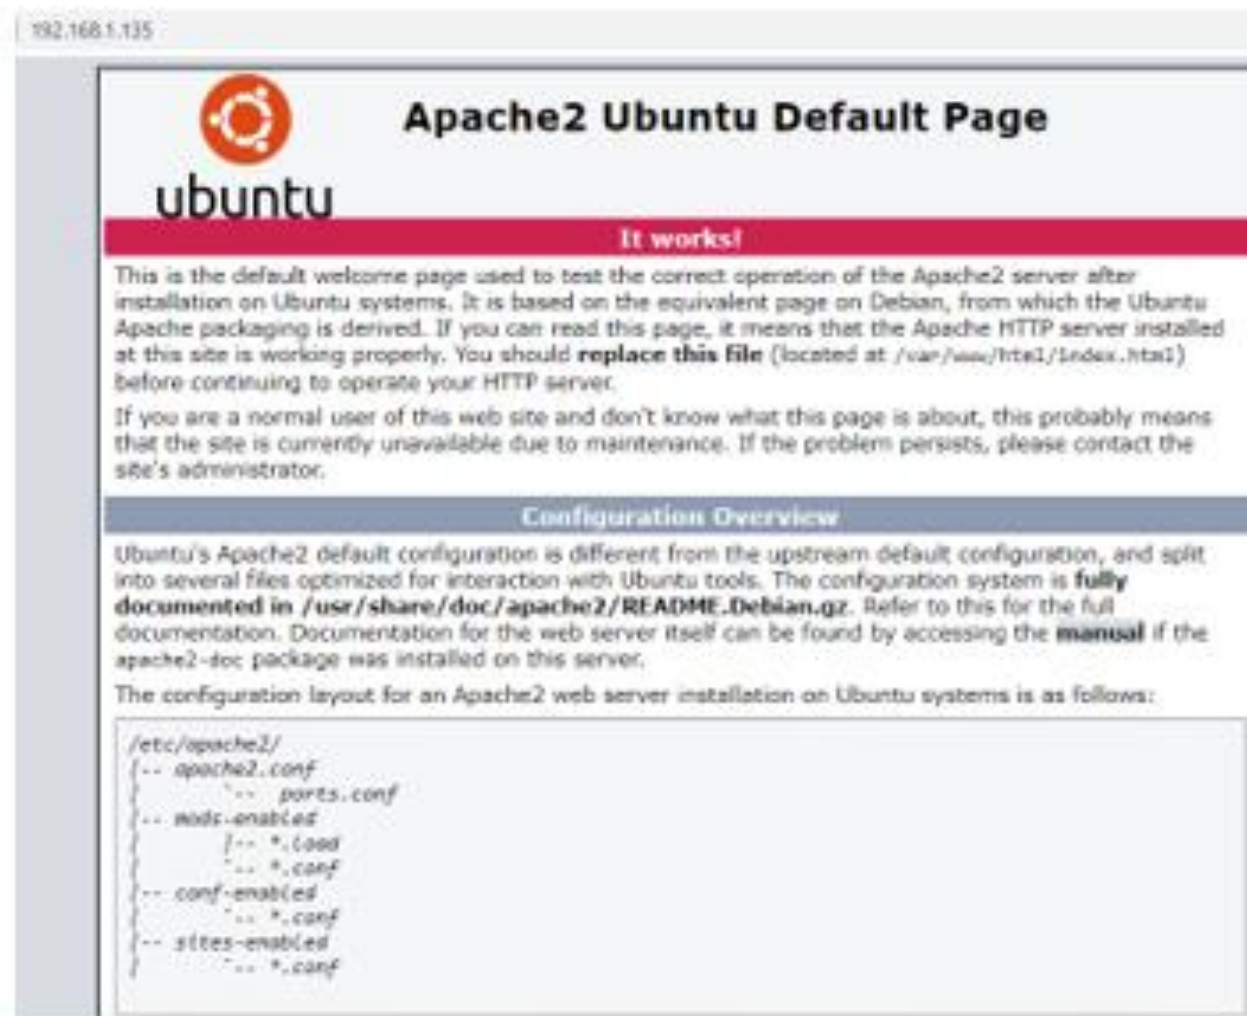 192.168.1.135
Apache2 Ubuntu Default Page
ubuntu
It works!
This is the default welcome page used to test the correct operation of the Apache2 server after
installation on Ubuntu systems. It is based on the equivalent page on Debian, from which the Ubuntu
Apache packaging is derived. If you can read this page, it means that the Apache HTTP server installed
at this site is working properly. You should replace this file (located at /var/www/html/index.html)
before continuing to operate your HTTP server.
If you are a normal user of this web site and don't know what this page is about, this probably means
that the site is currently unavailable due to maintenance. If the problem persists, please contact the
site's administrator.
Configuration Overview
Ubuntu's Apache2 default configuration is different from the upstream default configuration, and split
into several files optimized for interaction with Ubuntu tools. The configuration system is fully
documented in /usr/share/doc/apache2/README.Debian.gz. Refer to this for the full
documentation. Documentation for the web server itself can be found by accessing the manual if the
apache2-doc package was installed on this server.
The configuration layout for an Apache2 web server installation on Ubuntu systems is as follows:
/etc/apache2/
|-- apache2.conf
|       `--  ports.conf
|-- mods-enabled
|       |-- *.load
|       `-- *.conf
|-- conf-enabled
|       `-- *.conf
|-- sites-enabled
|       `-- *.conf